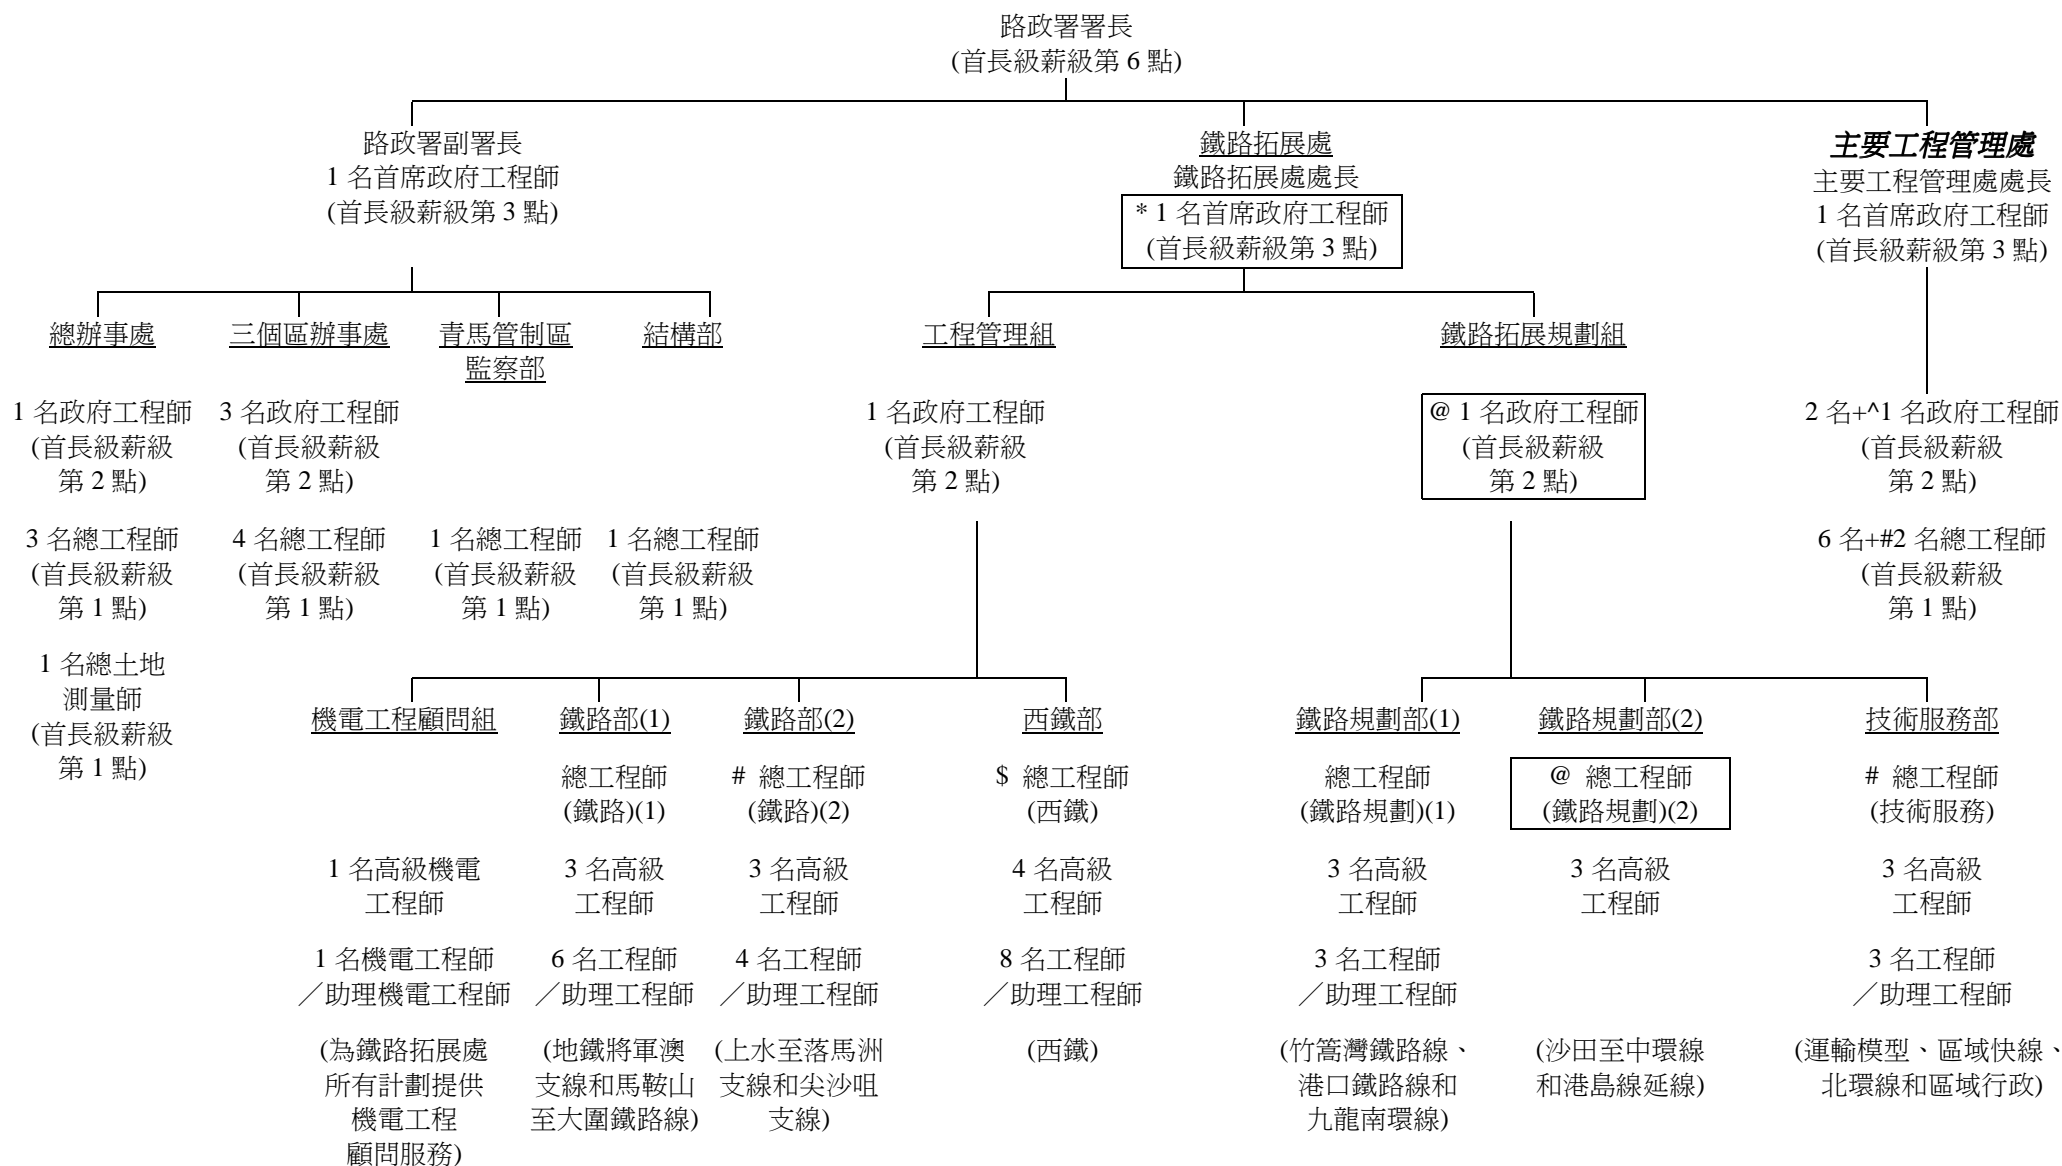 路政署署長
(首長級薪級第 6 點)
路政署副署長
1 名首席政府工程師
(首長級薪級第 3 點)
鐵路拓展處
鐵路拓展處處長
* 1 名首席政府工程師
(首長級薪級第 3 點)
主要工程管理處
主要工程管理處處長
1 名首席政府工程師
(首長級薪級第 3 點)
總辦事處
1 名政府工程師
(首長級薪級
第 2 點)
3 名總工程師
(首長級薪級
第 1 點)
1 名總土地
測量師
(首長級薪級
第 1 點)
三個區辦事處
3 名政府工程師
(首長級薪級
第 2 點)
4 名總工程師
(首長級薪級
第 1 點)
青馬管制區
監察部
1 名總工程師
(首長級薪級
第 1 點)
結構部
1 名總工程師
(首長級薪級
第 1 點)
工程管理組
1 名政府工程師
(首長級薪級
第 2 點)
鐵路拓展規劃組
@ 1 名政府工程師
(首長級薪級
第 2 點)
2 名+^1 名政府工程師
(首長級薪級
第 2 點)
6 名+#2 名總工程師
(首長級薪級
第 1 點)
機電工程顧問組
1 名高級機電
工程師
1 名機電工程師
／助理機電工程師
(為鐵路拓展處
所有計劃提供
機電工程
顧問服務)
鐵路部(1)
總工程師
(鐵路)(1)
3 名高級
工程師
6 名工程師
／助理工程師
(地鐵將軍澳
支線和馬鞍山
至大圍鐵路線)
鐵路部(2)
# 總工程師
(鐵路)(2)
3 名高級
工程師
4 名工程師
／助理工程師
(上水至落馬洲
支線和尖沙咀
支線)
西鐵部
$ 總工程師
(西鐵)
4 名高級
工程師
8 名工程師
／助理工程師
(西鐵)
鐵路規劃部(1)
總工程師
(鐵路規劃)(1)
3 名高級
工程師
3 名工程師
／助理工程師
(竹篙灣鐵路線、
港口鐵路線和
九龍南環線)
鐵路規劃部(2)
@ 總工程師
(鐵路規劃)(2)
3 名高級
工程師
(沙田至中環線
和港島線延線)
技術服務部
# 總工程師
(技術服務)
3 名高級
工程師
3 名工程師
／助理工程師
(運輸模型、區域快線、
北環線和區域行政)